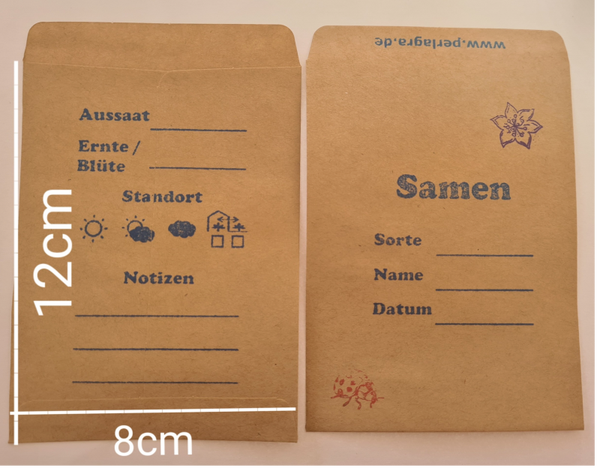 Aussaat
Ernte/
Blüte
Standort
Notizen
12cm
8cm
www.perlagra.de
Samen
Sorte
Name
Datum